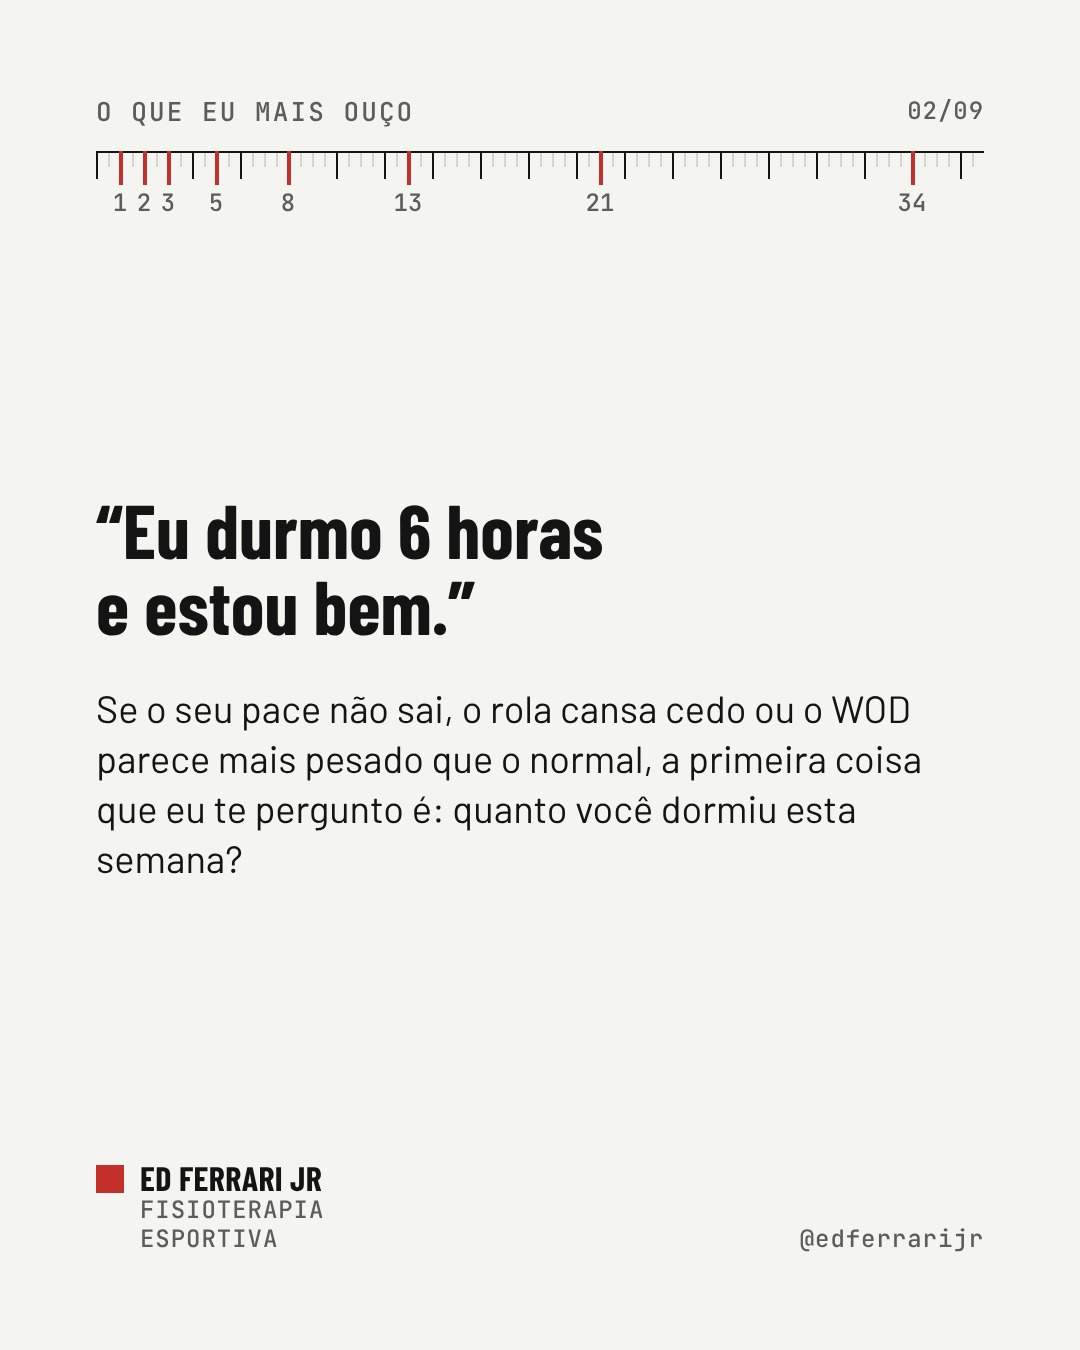 O QUE EU MAIS OUÇO
02/09
1 2 3 5 8 13 21 34
“Eu durmo 6 horas
e estou bem.”
Se o seu pace não sai, o rola cansa cedo ou o WOD
parece mais pesado que o normal, a primeira coisa
que eu te pergunto é: quanto você dormiu esta
semana?
ED FERRARI JR
FISIOTERAPIA
ESPORTIVA
@edferrarijr